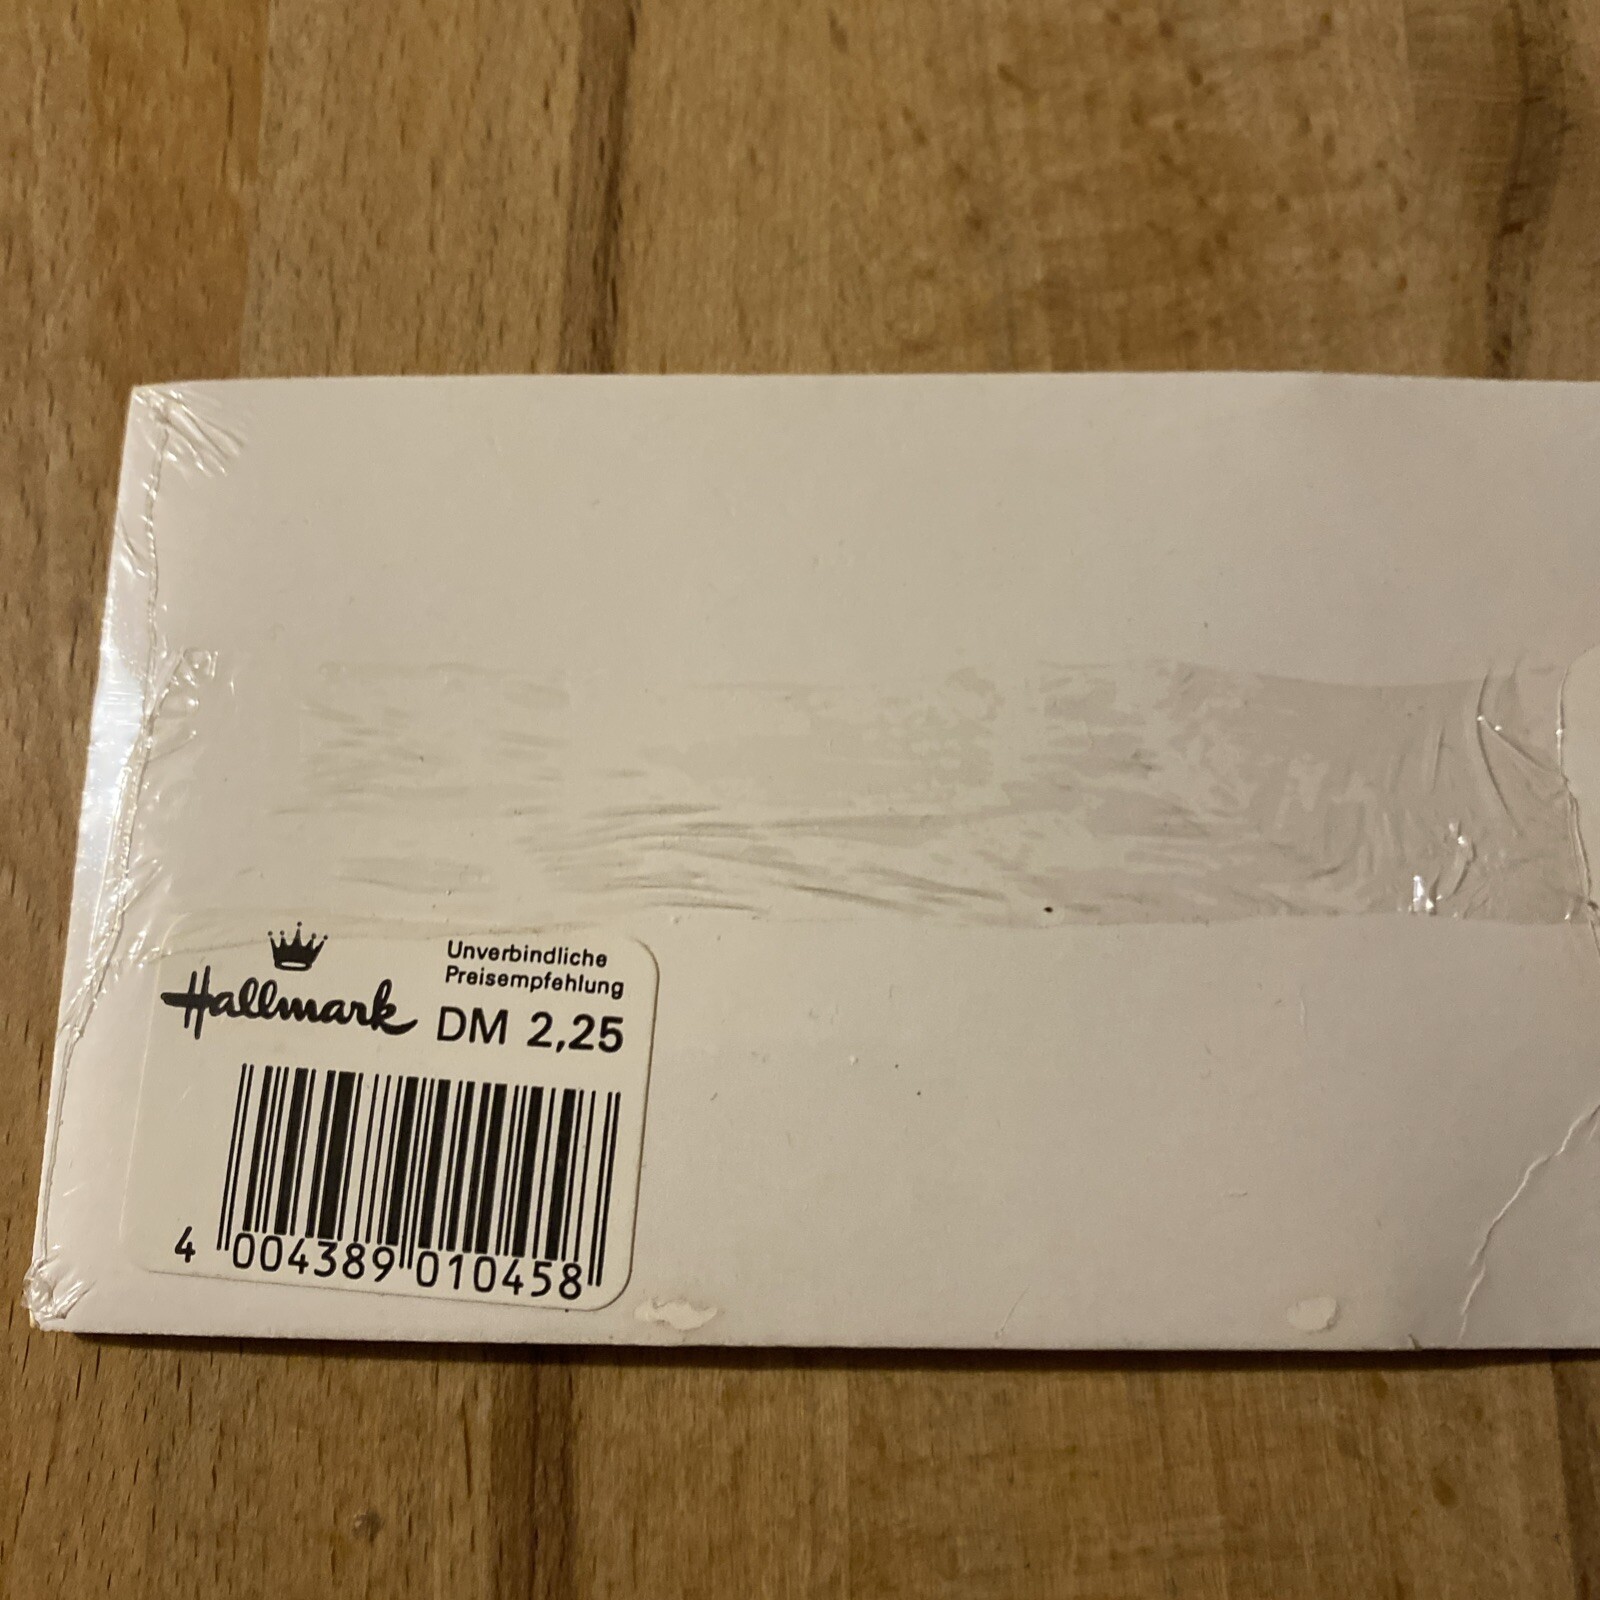 Hallmark
Unverbindliche
Preisempfehlung
DM 2,25
4 004389 010458